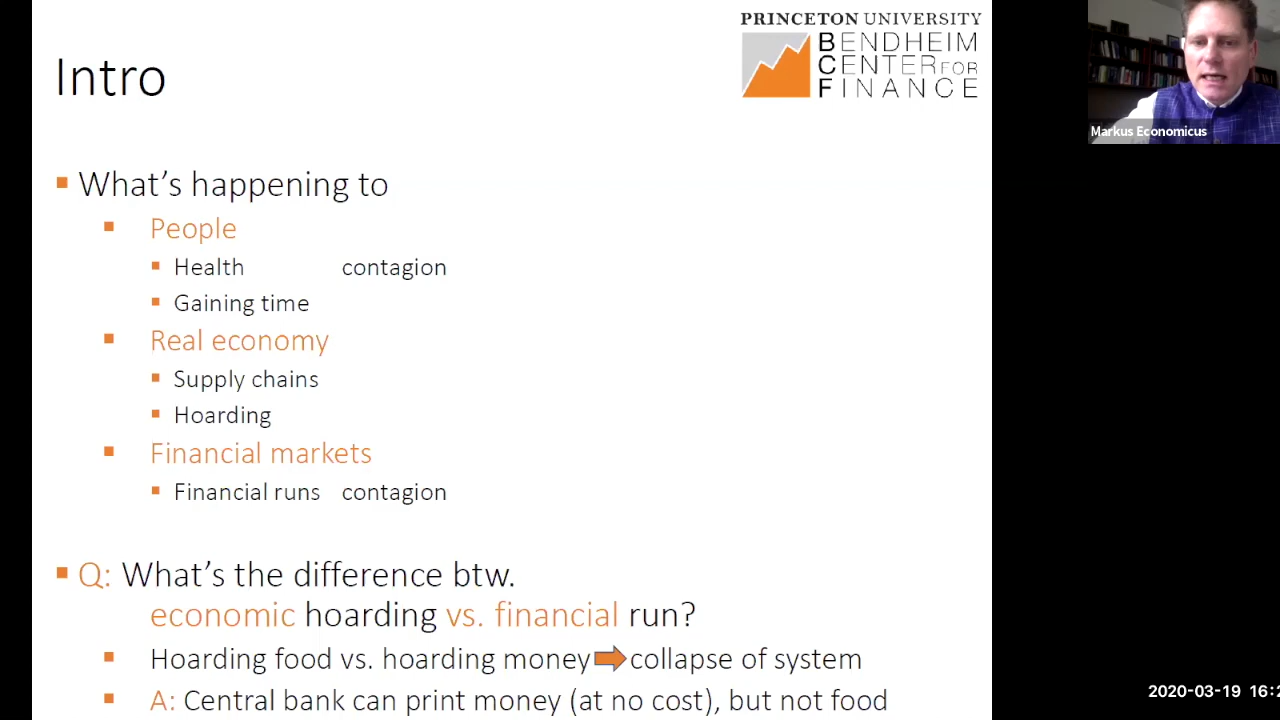 PRINCETON UNIVERSITY
BENDHEIM
CENTER FOR
FINANCE
Intro
Markus Economicus
What's happening to
People
Health contagion
Gaining time
Real economy
Supply chains
Hoarding
Financial markets
Financial runs contagion
Q: What's the difference btw.
economic hoarding vs. financial run?
Hoarding food vs. hoarding money collapse of system
A: Central bank can print money (at no cost), but not food
2020-03-19 16:2